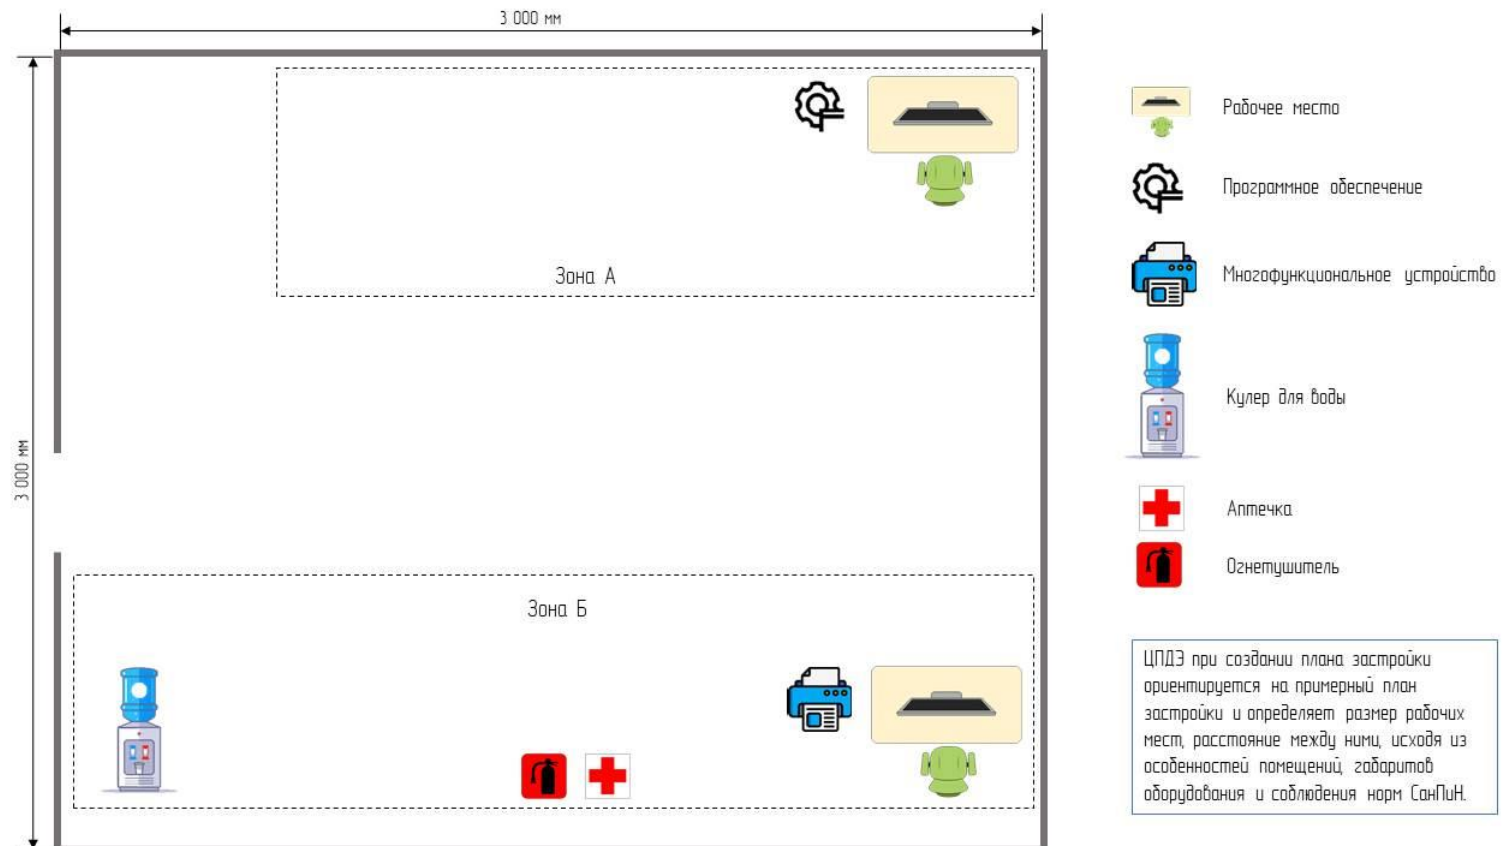 3 000 мм
3 000 мм
Зона А
Зона Б
Рабочее место
Программное обеспечение
Многофункциональное устройство
Кулер для воды
Аптечка
Огнетушитель
ЦПДЭ при создании плана застройки
ориентируется на примерный план
застройки и определяет размер рабочих
мест, расстояние между ними, исходя из
особенностей помещений, габаритов
оборудования и соблюдения норм СанПиН.